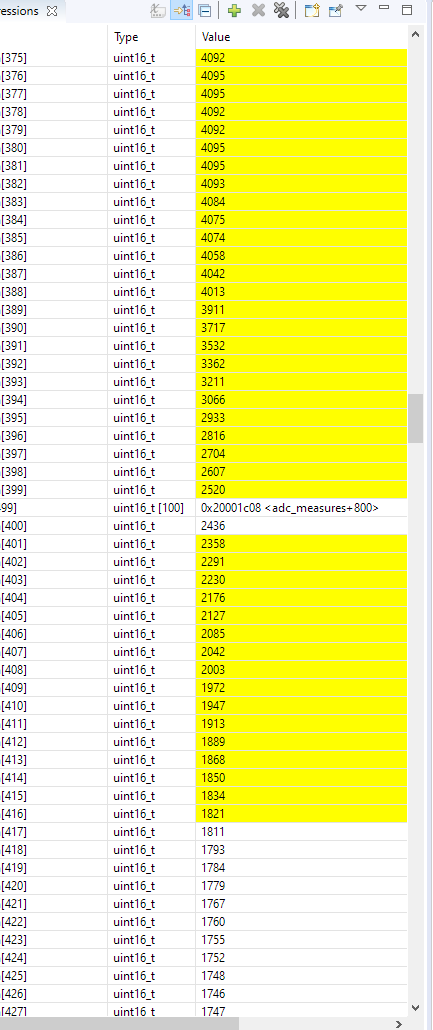 ressions
Type Value
[375] uint16_t 4092
[376] uint16_t 4095
[377] uint16_t 4095
[378] uint16_t 4092
[379] uint16_t 4092
[380] uint16_t 4095
[381] uint16_t 4095
[382] uint16_t 4093
[383] uint16_t 4084
[384] uint16_t 4075
[385] uint16_t 4074
[386] uint16_t 4058
[387] uint16_t 4042
[388] uint16_t 4013
[389] uint16_t 3911
[390] uint16_t 3717
[391] uint16_t 3532
[392] uint16_t 3362
[393] uint16_t 3211
[394] uint16_t 3066
[395] uint16_t 2933
[396] uint16_t 2816
[397] uint16_t 2704
[398] uint16_t 2607
[399] uint16_t 2520
99] uint16_t [100] 0x20001c08 <adc_measures+800>
[400] uint16_t 2436
[401] uint16_t 2358
[402] uint16_t 2291
[403] uint16_t 2230
[404] uint16_t 2176
[405] uint16_t 2127
[406] uint16_t 2085
[407] uint16_t 2042
[408] uint16_t 2003
[409] uint16_t 1972
[410] uint16_t 1947
[411] uint16_t 1913
[412] uint16_t 1889
[413] uint16_t 1868
[414] uint16_t 1850
[415] uint16_t 1834
[416] uint16_t 1821
[417] uint16_t 1811
[418] uint16_t 1793
[419] uint16_t 1784
[420] uint16_t 1779
[421] uint16_t 1767
[422] uint16_t 1760
[423] uint16_t 1755
[424] uint16_t 1752
[425] uint16_t 1748
[426] uint16_t 1746
[427] uint16_t 1747